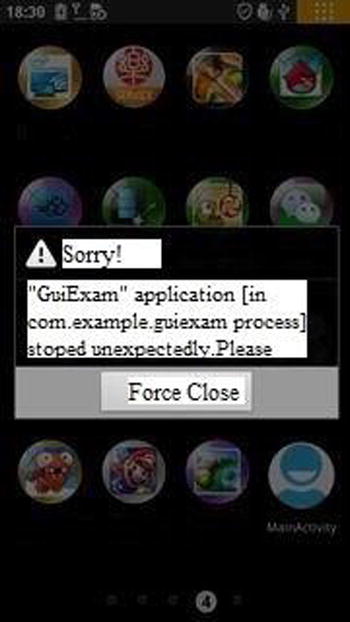 18:30
Sorry!
"GuiExam" application [in
com.example.guiexam process]
stoped unexpectedly.Please
Force Close
MainActivity
4